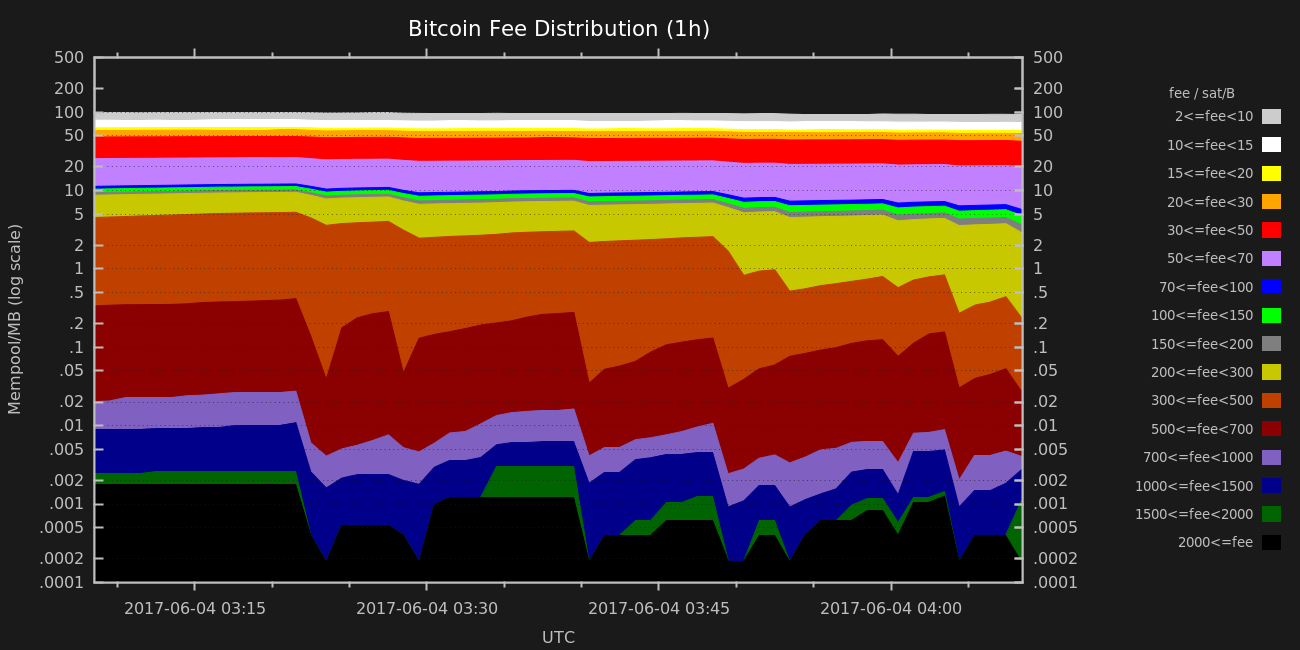 Bitcoin Fee Distribution (1h)
Mempool/MB (log scale)
500
200
100
50
20
10
5
2
1
.5
.2
.1
.05
.02
.01
.005
.002
.001
.0005
.0002
.0001
500
200
100
50
20
10
5
2
1
.5
.2
.1
.05
.02
.01
.005
.002
.001
.0005
.0002
.0001
2017-06-04 03:15 2017-06-04 03:30 2017-06-04 03:45 2017-06-04 04:00
UTC
fee / sat/B
2<=fee<10
10<=fee<15
15<=fee<20
20<=fee<30
30<=fee<50
50<=fee<70
70<=fee<100
100<=fee<150
150<=fee<200
200<=fee<300
300<=fee<500
500<=fee<700
700<=fee<1000
1000<=fee<1500
1500<=fee<2000
2000<=fee